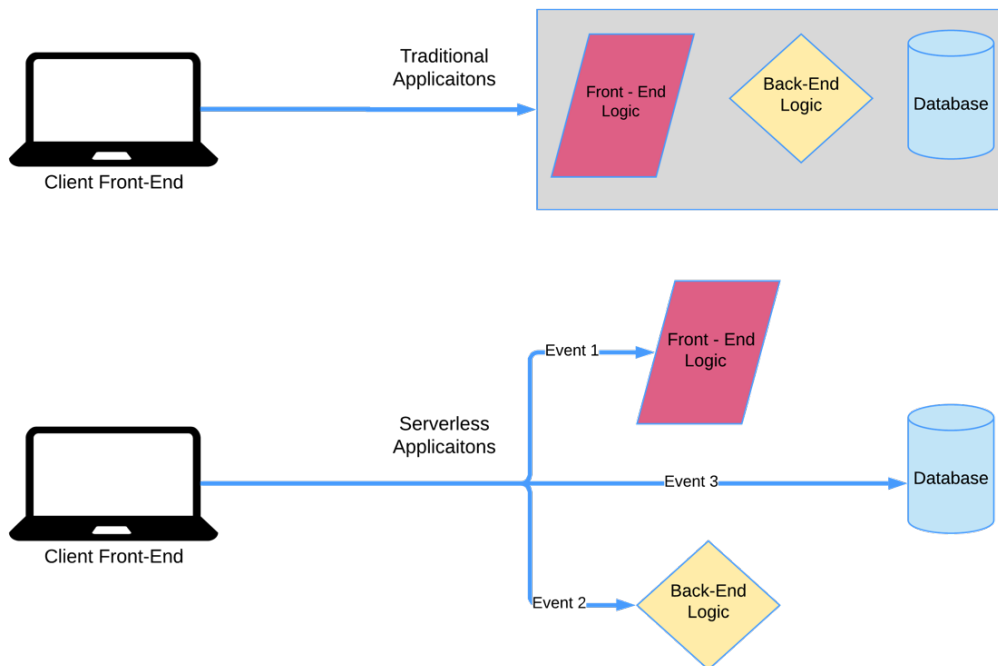 Traditional
Applicaitons
Front - End
Logic
Back-End
Logic
Database
Client Front-End
Event 1
Front - End
Logic
Serverless
Applicaitons
Event 3
Database
Client Front-End
Event 2
Back-End
Logic